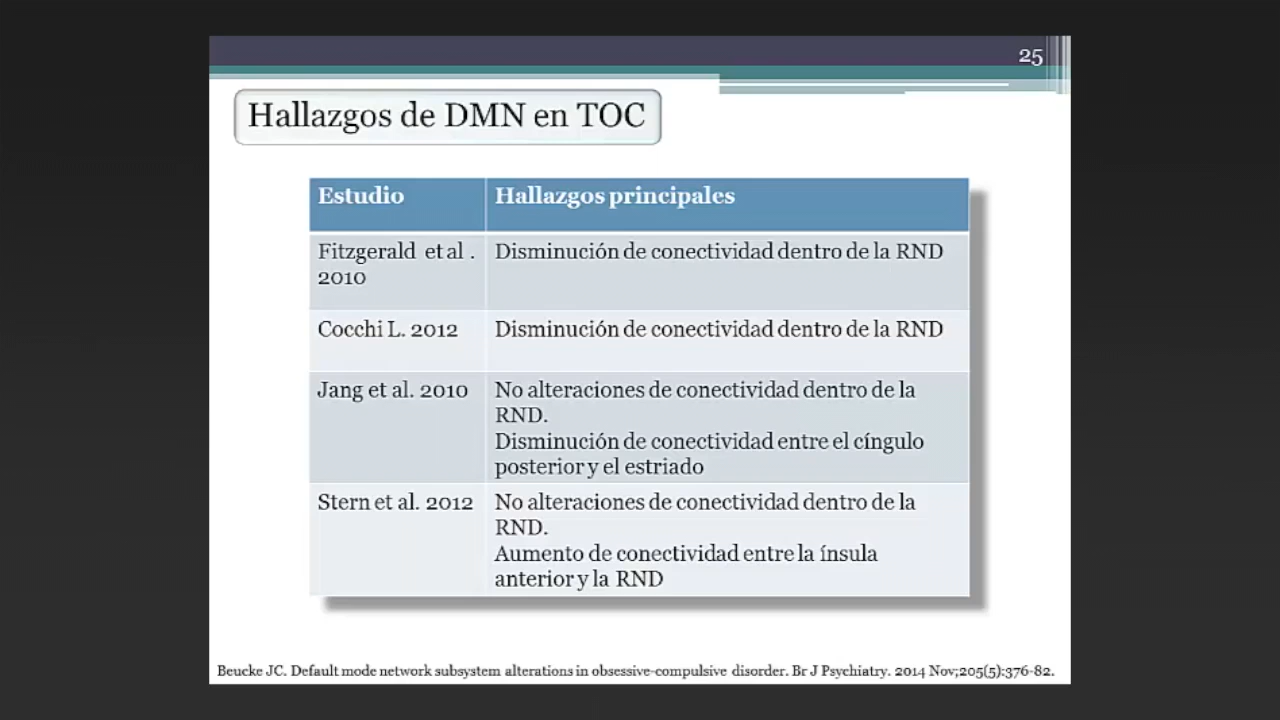 25
Hallazgos de DMN en TOC
Estudio
Hallazgos principales
Fitzgerald et al .
2010
Disminución de conectividad dentro de la RND
Cocchi L. 2012
Disminución de conectividad dentro de la RND
Jang et al. 2010
No alteraciones de conectividad dentro de la
RND.
Disminución de conectividad entre el cíngulo
posterior y el estriado
Stern et al. 2012
No alteraciones de conectividad dentro de la
RND.
Aumento de conectividad entre la ínsula
anterior y la RND
Beucke JC. Default mode network subsystem alterations in obsessive-compulsive disorder. Br J Psychiatry. 2014 Nov;205(5):376-82.